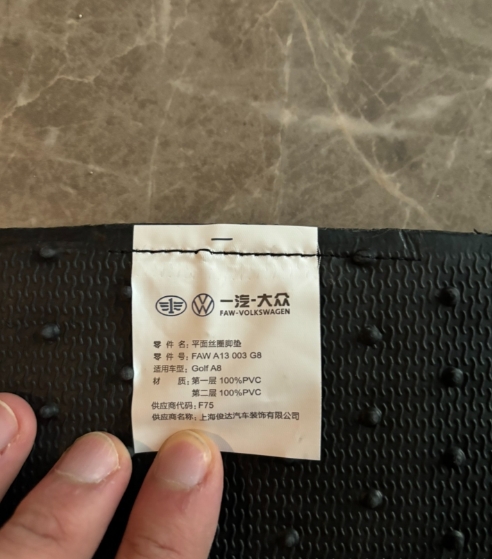 一汽-大众
FAW-VOLKSWAGEN
零 件 名: 平面丝圈脚垫
零 件 号: FAW A13 003 G8
适用车型: Golf A8
材 质: 第一层 100%PVC
第二层 100%PVC
供应商代码: F75
供应商名称: 上海俊达汽车装饰有限公司